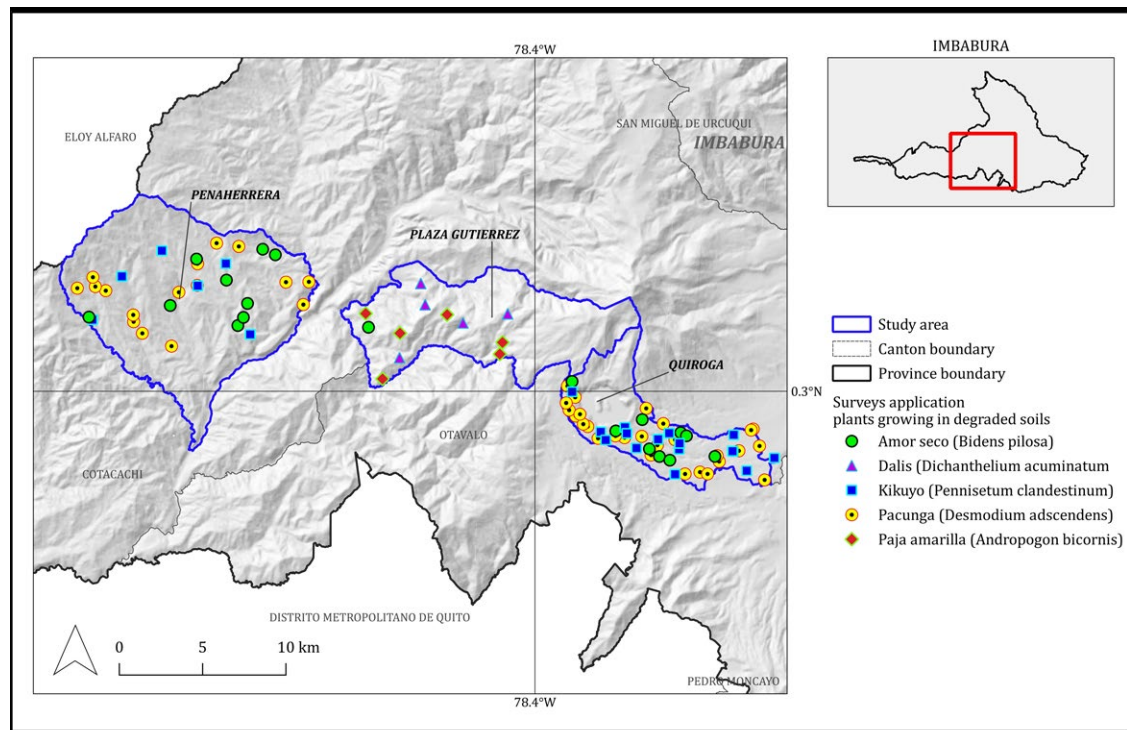 78.4°W
IMBABURA
ELOY ALFARO
SAN MIGUEL DE URCUQUI
IMBABURA
PENAHERRERA
PLAZA GUTIERREZ
QUIROGA
0.3°N
OTAVALO
COTACACHI
DISTRITO METROPOLITANO DE QUITO
PEDRO MONCAYO
0 5 10 km
78.4°W
Study area
Canton boundary
Province boundary
Surveys application
plants growing in degraded soils
Amor seco (Bidens pilosa)
Dalis (Dichanthelium acuminatum
Kikuyo (Pennisetum clandestinum)
Pacunga (Desmodium adscendens)
Paja amarilla (Andropogon bicornis)